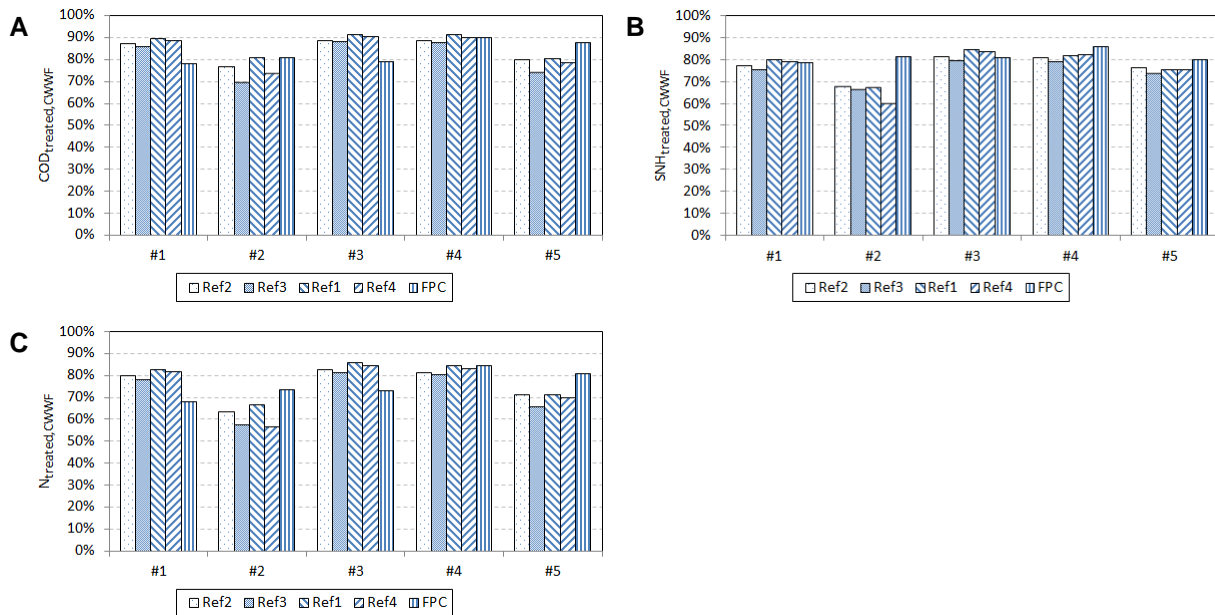 A
100%
90%
80%
70%
60%
50%
40%
30%
20%
10%
0%
CODtreated,CWWF
#1 #2 #3 #4 #5
Ref2 Ref3 Ref1 Ref4 FPC
B
100%
90%
80%
70%
60%
50%
40%
30%
20%
10%
0%
SNHtreated,CWWF
#1 #2 #3 #4 #5
Ref2 Ref3 Ref1 Ref4 FPC
C
100%
90%
80%
70%
60%
50%
40%
30%
20%
10%
0%
Ntreated,CWWF
#1 #2 #3 #4 #5
Ref2 Ref3 Ref1 Ref4 FPC